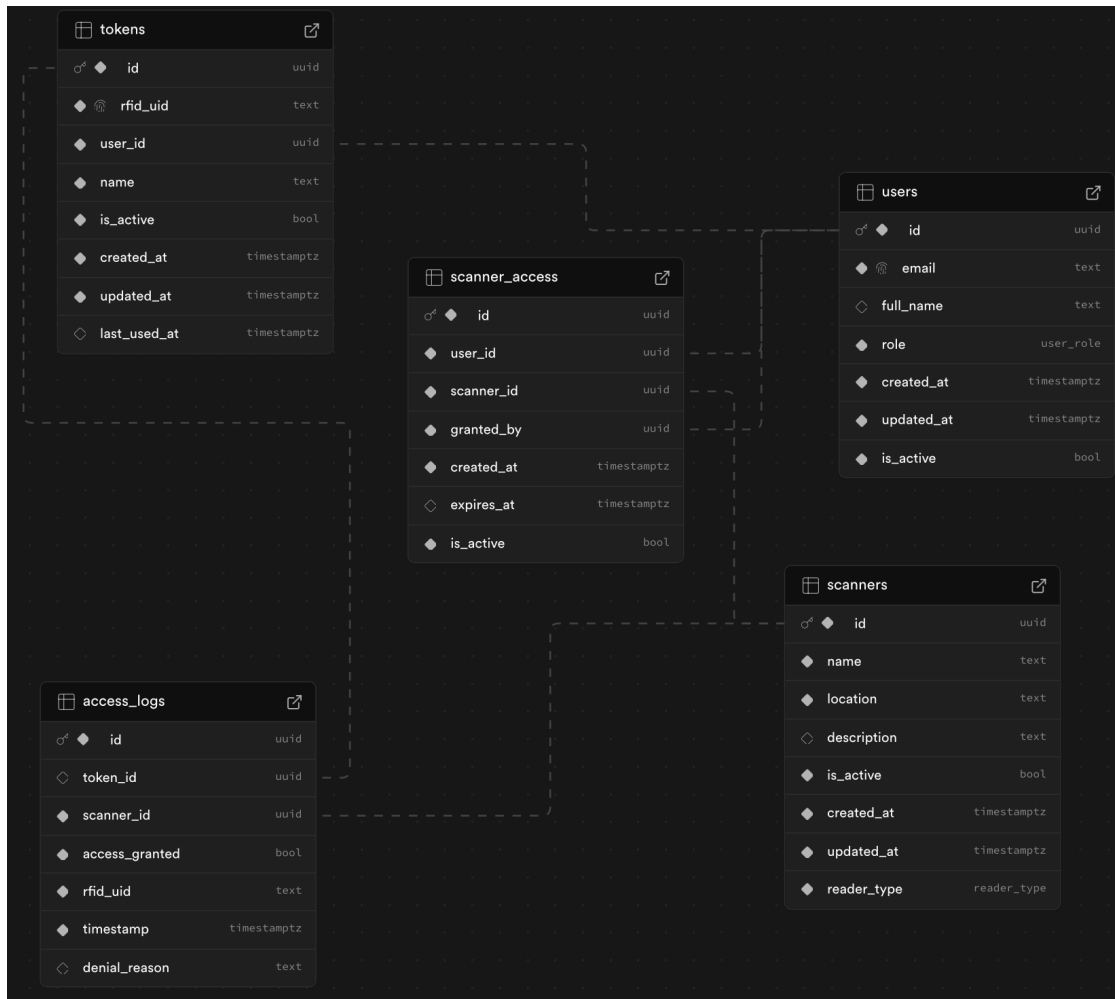 tokens
id uuid
rfid_uid text
user_id uuid
name text
is_active bool
created_at timestamptz
updated_at timestamptz
last_used_at timestamptz
users
id uuid
email text
full_name text
role user_role
created_at timestamptz
updated_at timestamptz
is_active bool
scanner_access
id uuid
user_id uuid
scanner_id uuid
granted_by uuid
created_at timestamptz
expires_at timestamptz
is_active bool
scanners
id uuid
name text
location text
description text
is_active bool
created_at timestamptz
updated_at timestamptz
reader_type reader_type
access_logs
id uuid
token_id uuid
scanner_id uuid
access_granted bool
rfid_uid text
timestamp timestamptz
denial_reason text